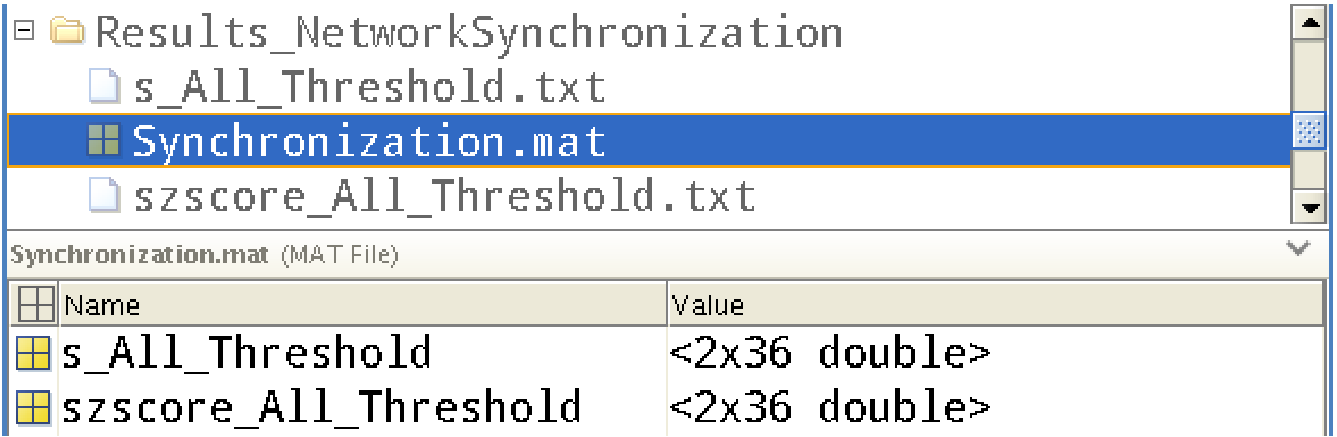 Results_NetworkSynchronization
s_All_Threshold.txt
Synchronization.mat
szscore_All_Threshold.txt
Synchronization.mat (MAT File)
Name Value
s_All_Threshold <2x36 double>
szscore_All_Threshold <2x36 double>